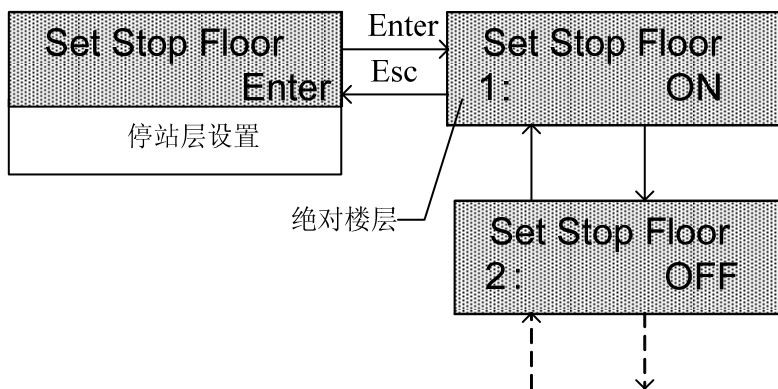 Set Stop Floor
Enter
停站层设置
Enter
Esc
Set Stop Floor
1: ON
绝对楼层
Set Stop Floor
2: OFF